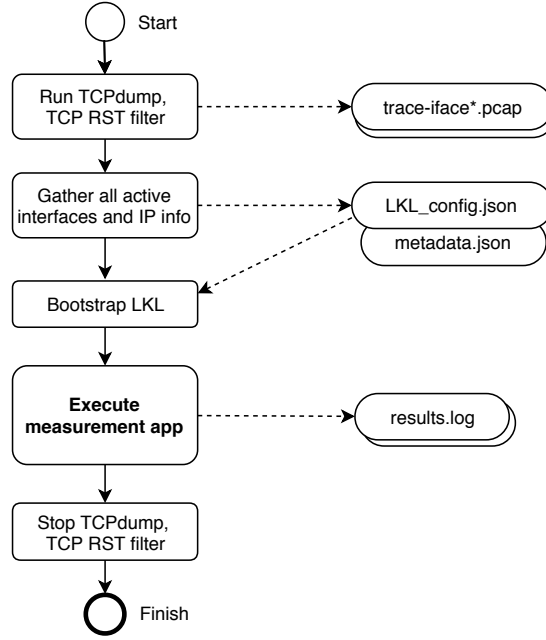 Start
Run TCPdump,
TCP RST filter
trace-iface*.pcap
Gather all active
interfaces and IP info
LKL_config.json
metadata.json
Bootstrap LKL
Execute
measurement app
results.log
Stop TCPdump,
TCP RST filter
Finish